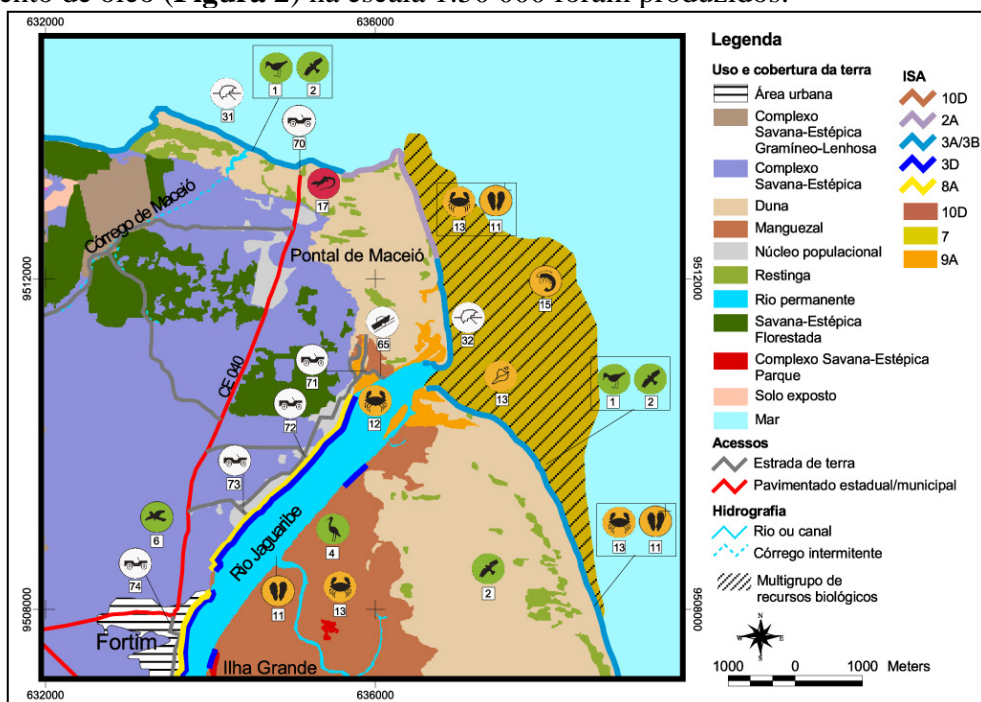 mento de óleo (Figura 2) na escala 1:50 000 foram produzidos.
632000
636000
1
2
31
70
17
Córrego de Maceió
Pontal de Maceió
13
11
15
9512000
9512000
65
32
CE 040
71
13
12
1
2
72
73
Rio Jaguaribe
6
4
13
11
2
74
11
13
9508000
9508000
Fortim
Ilha Grande
632000
636000
Legenda
Uso e cobertura da terra
Área urbana
Complexo
Savana-Estépica
Gramíneo-Lenhosa
Complexo
Savana-Estépica
Duna
Manguezal
Núcleo populacional
Restinga
Rio permanente
Savana-Estépica
Florestada
Complexo Savana-Estépica
Parque
Solo exposto
Mar
Acessos
Estrada de terra
Pavimentado estadual/municipal
Hidrografia
Rio ou canal
Córrego intermitente
Multigrupo de
recursos biológicos
ISA
10D
2A
3A/3B
3D
8A
10D
7
9A
N
S
1000 0 1000 Meters